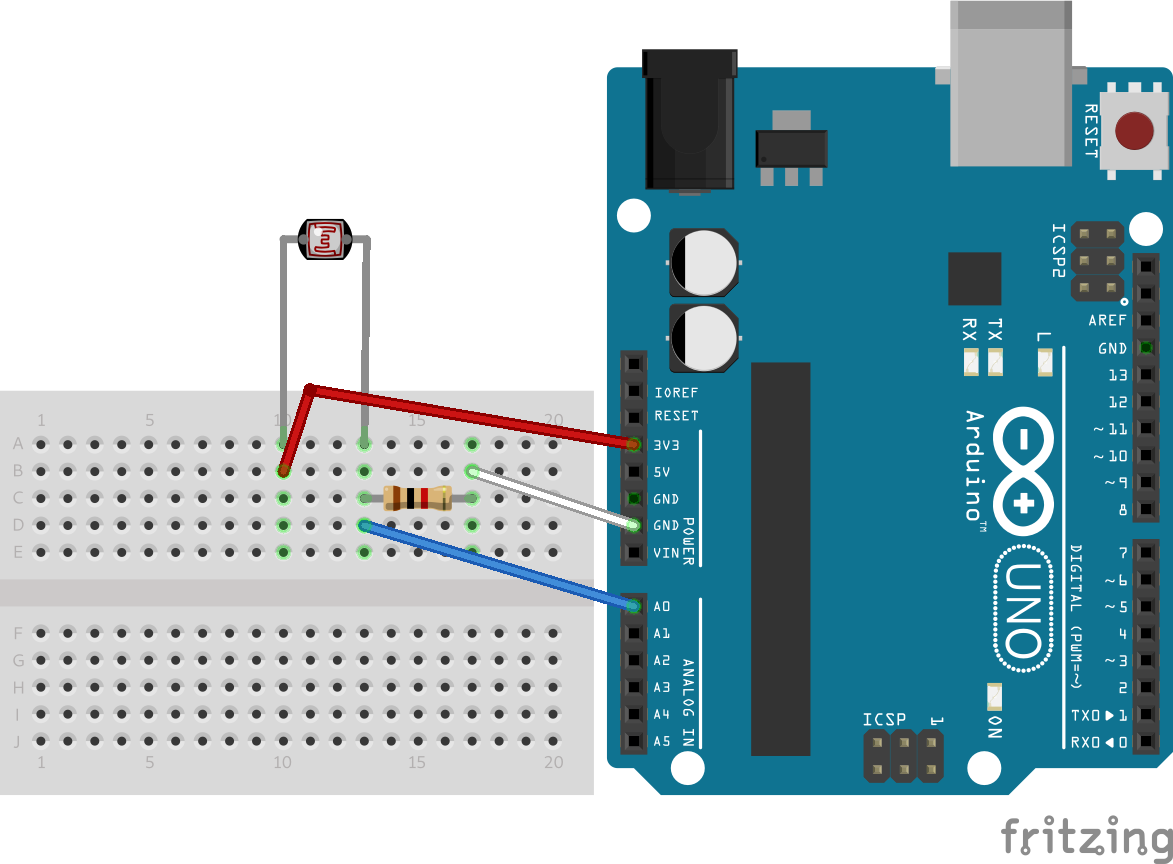 RESET
ICSP2
AREF
GND
RX TX L
13
12
~11
~10
~9
8
IOREF
RESET
3V3
5V
GND
GND
VIN
POWER
Arduino™
1 5 10 15 20
A
B
C
D
E
F
G
H
I
J
1 5 10 15 20
UNO
7
~6
~5
4
~3
2
TX0▶1
RX0◀0
DIGITAL (PWM=~)
A0
A1
A2
A3
A4
A5
ANALOG IN
ICSP 1
ON
fritzing